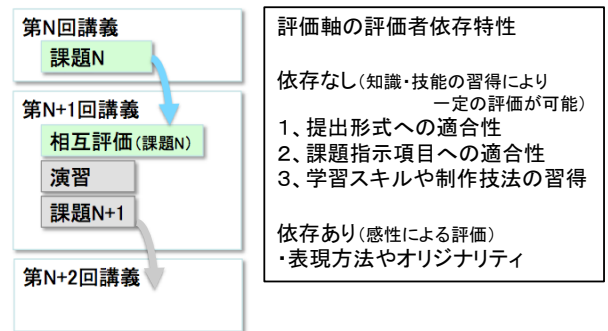 第N回講義
課題N
第N+1回講義
相互評価(課題N)
演習
課題N+1
第N+2回講義
評価軸の評価者依存特性
依存なし(知識・技能の習得により
一定の評価が可能)
1、提出形式への適合性
2、課題指示項目への適合性
3、学習スキルや制作技法の習得
依存あり(感性による評価)
・表現方法やオリジナリティ